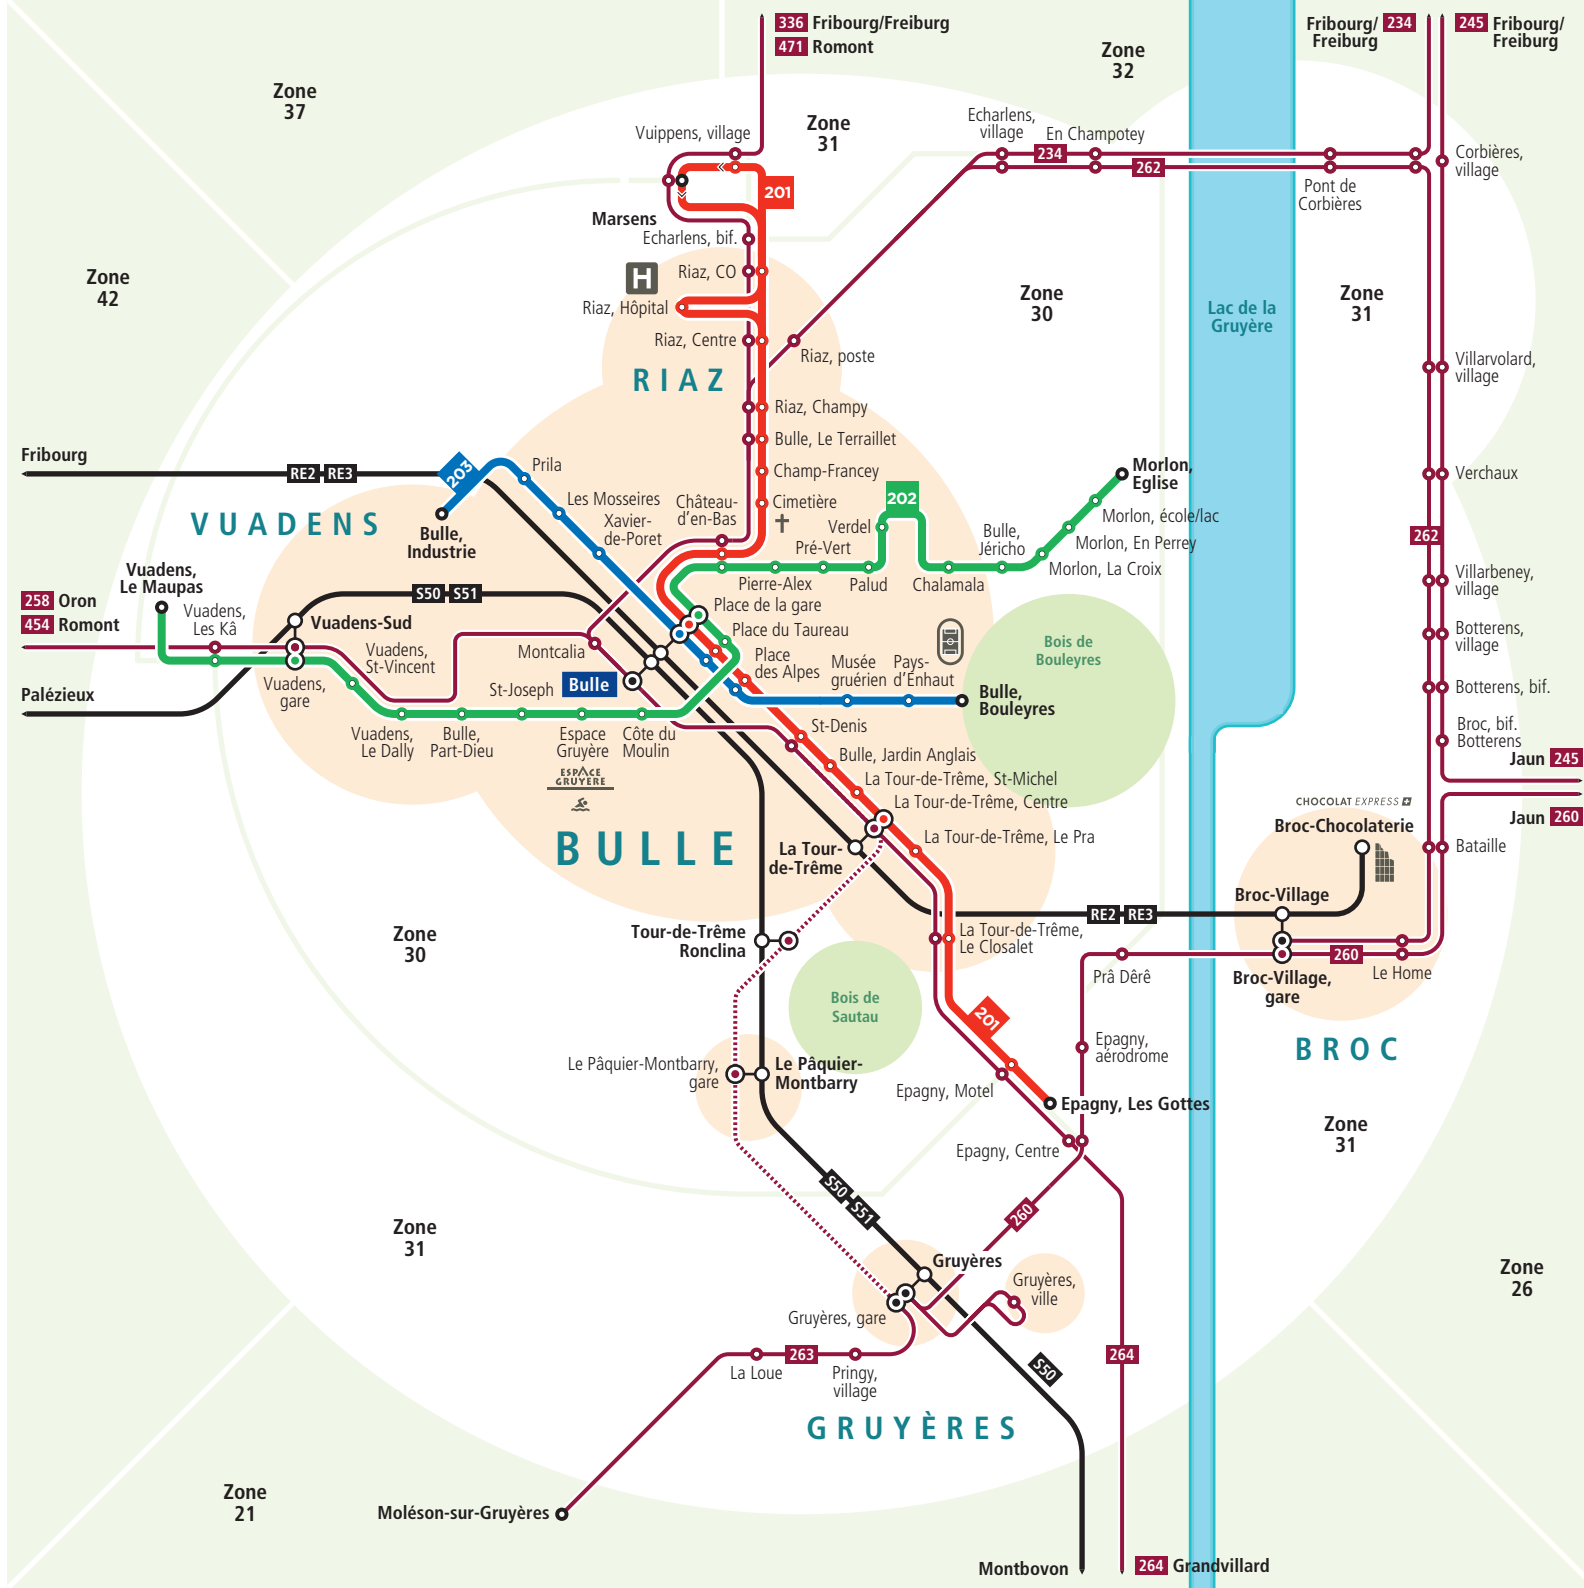 336 Fribourg/Freiburg
471 Romont
Fribourg/ 234
Freiburg
245 Fribourg/
Freiburg
Zone
32
Zone
37
Zone
31
Vuippens, village
Echarlens,
village
En Champotey
234
262
Corbières,
village
Pont de
Corbières
201
Marsens
Echarlens, bif.
H
Riaz, CO
Riaz, Hôpital
Riaz, Centre
Riaz, poste
RIAZ
Zone
42
Zone
30
Lac de la
Gruyère
Zone
31
Villarvolard,
village
Riaz, Champy
Bulle, Le Terraillet
Champ-Francey
Cimetière
Château-
d'en-Bas
Fribourg
RE2 RE3
203
Prila
Les Mosseires
Xavier-
de-Poret
VUADENS
Bulle,
Industrie
202
Verdel
Pré-Vert
Pierre-Alex
Palud
Chalamala
Bulle,
Jéricho
Morlon,
Eglise
Morlon, école/lac
Morlon, En Perrey
Morlon, La Croix
Verchaux
262
Villarbeney,
village
Botterens,
village
Botterens, bif.
Broc, bif.
Botterens
Jaun 245
Jaun 260
Vuadens,
Le Maupas
258 Oron
454 Romont
Vuadens,
Les Kâ
S50 S51
Vuadens-Sud
Vuadens,
St-Vincent
Vuadens,
gare
Palézieux
Montcalia
St-Joseph
Bulle
Place de la gare
Place du Taureau
Place
des Alpes
Musée
gruérien
Pays-
d'Enhaut
Bulle,
Bouleyres
Bois de
Bouleyres
Vuadens,
Le Dally
Bulle,
Part-Dieu
Espace
Gruyère
Côte du
Moulin
ESPACE
GRUYERE
St-Denis
Bulle, Jardin Anglais
La Tour-de-Trême, St-Michel
La Tour-de-Trême, Centre
La Tour-de-Trême, Le Pra
BULLE
La Tour-
de-Trême
CHOCOLAT EXPRESS
Broc-Chocolaterie
Bataille
Broc-Village
RE2 RE3
La Tour-de-Trême,
Le Closalet
Tour-de-Trême
Ronclina
Zone
30
Prâ Dêrê
260
Le Home
Broc-Village,
gare
Bois de
Sautau
201
BROC
Epagny,
aérodrome
Le Pâquier-Montbarry,
gare
Le Pâquier-
Montbarry
Epagny, Motel
Epagny, Les Gottes
Epagny, Centre
Zone
31
S50 S51
260
Zone
31
Gruyères
Gruyères,
ville
Gruyères, gare
Zone
26
La Loue
263
Pringy,
village
S50
264
GRUYÈRES
Zone
21
Moléson-sur-Gruyères
Montbovon
264 Grandvillard